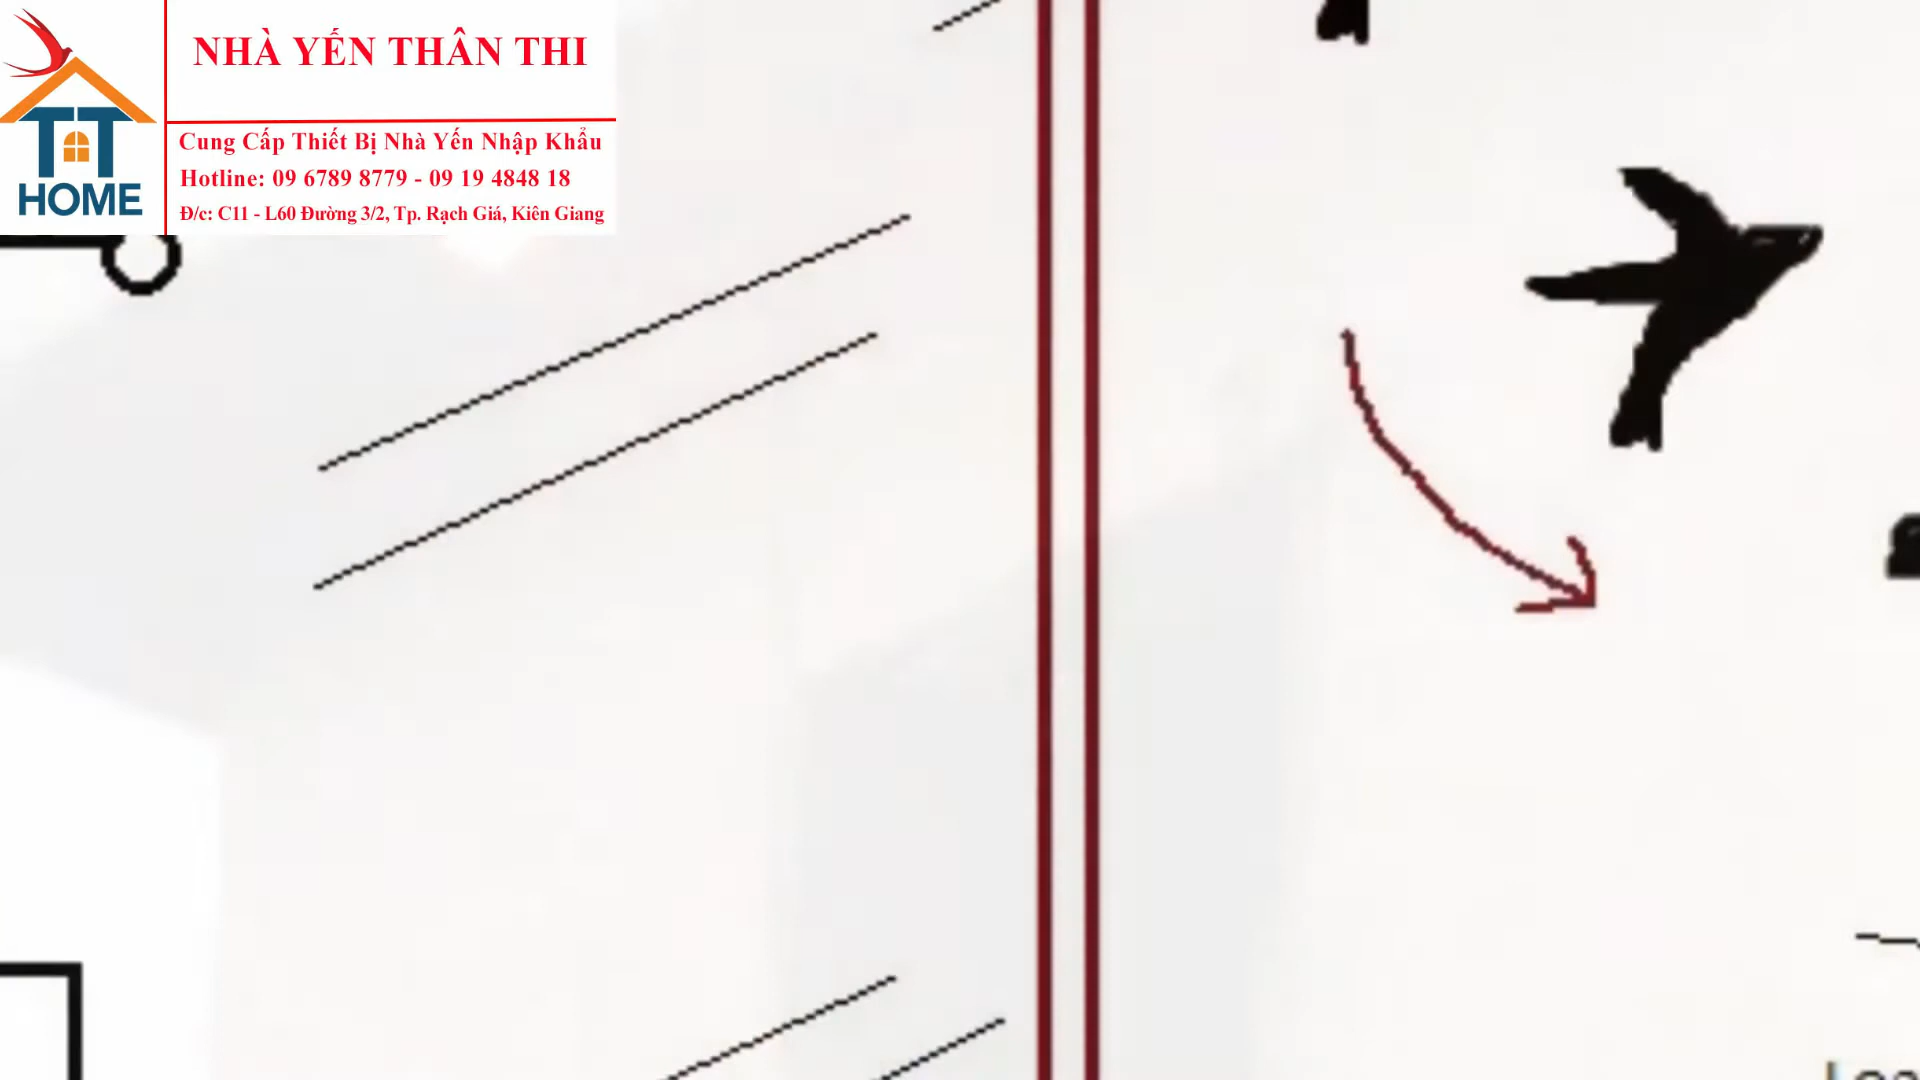 NHÀ YẾN THÂN THI
Cung Cấp Thiết Bị Nhà Yến Nhập Khẩu
Hotline: 09 6789 8779 - 09 19 4848 18
Đ/c: C11 - L60 Đường 3/2, Tp. Rạch Giá, Kiên Giang
TT
HOME